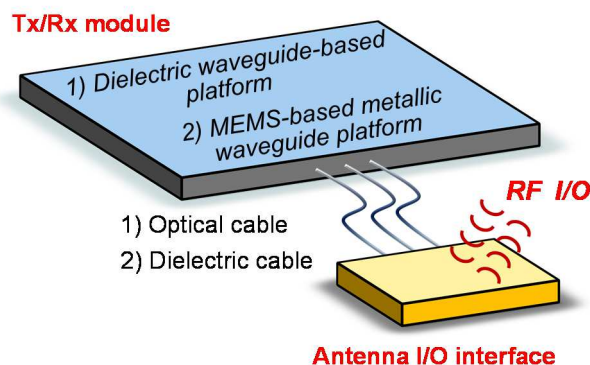 Tx/Rx module
1) Dielectric waveguide-based
platform
2) MEMS-based metallic
waveguide platform
RF I/O
1) Optical cable
2) Dielectric cable
Antenna I/O interface